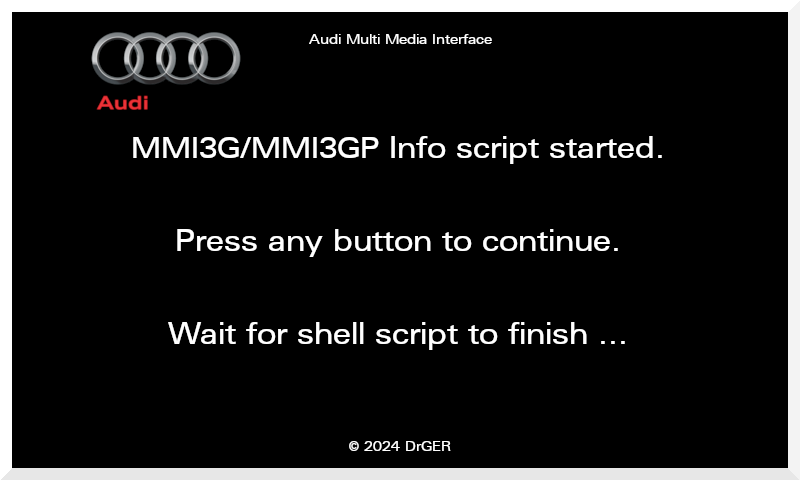 Audi Multi Media Interface
Audi
MMI3G/MMI3GP Info script started.
Press any button to continue.
Wait for shell script to finish ...
© 2024 DrGER